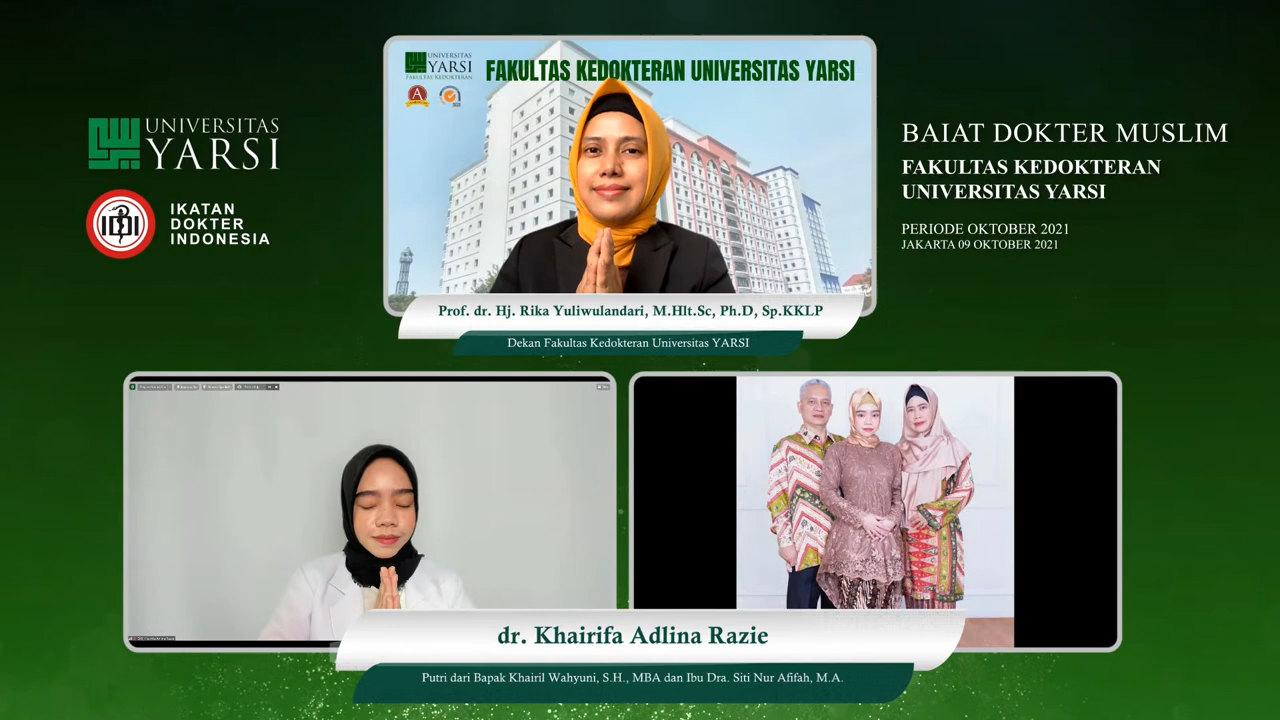 UNIVERSITAS
YARSI
IKATAN
DOKTER
INDONESIA
UNIVERSITAS
YARSI
FAKULTAS KEDOKTERAN
FAKULTAS KEDOKTERAN UNIVERSITAS YARSI
A
IDI
BAIAT DOKTER MUSLIM
FAKULTAS KEDOKTERAN
UNIVERSITAS YARSI
PERIODE OKTOBER 2021
JAKARTA 09 OKTOBER 2021
Prof. dr. Hj. Rika Yuliwulandari, M.Hlt.Sc, Ph.D, Sp.KKLP
Dekan Fakultas Kedokteran Universitas YARSI
dr. Khairifa Adlina Razie
Putri dari Bapak Khairil Wahyuni, S.H., MBA dan Ibu Dra. Siti Nur Afifah, M.A.